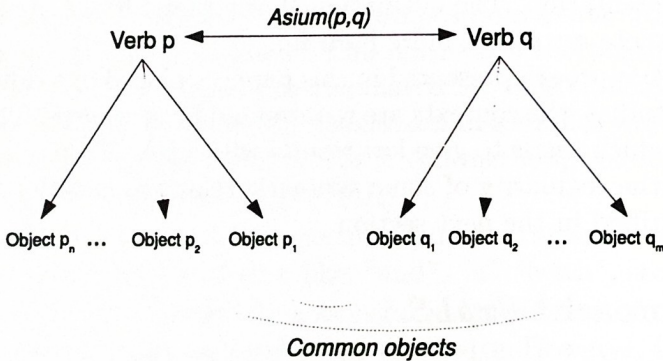 Asium(p,q)
Verb p Verb q
Object pₙ ... Object p₂ Object p₁ Object q₁ Object q₂ ... Object qₘ
Common objects